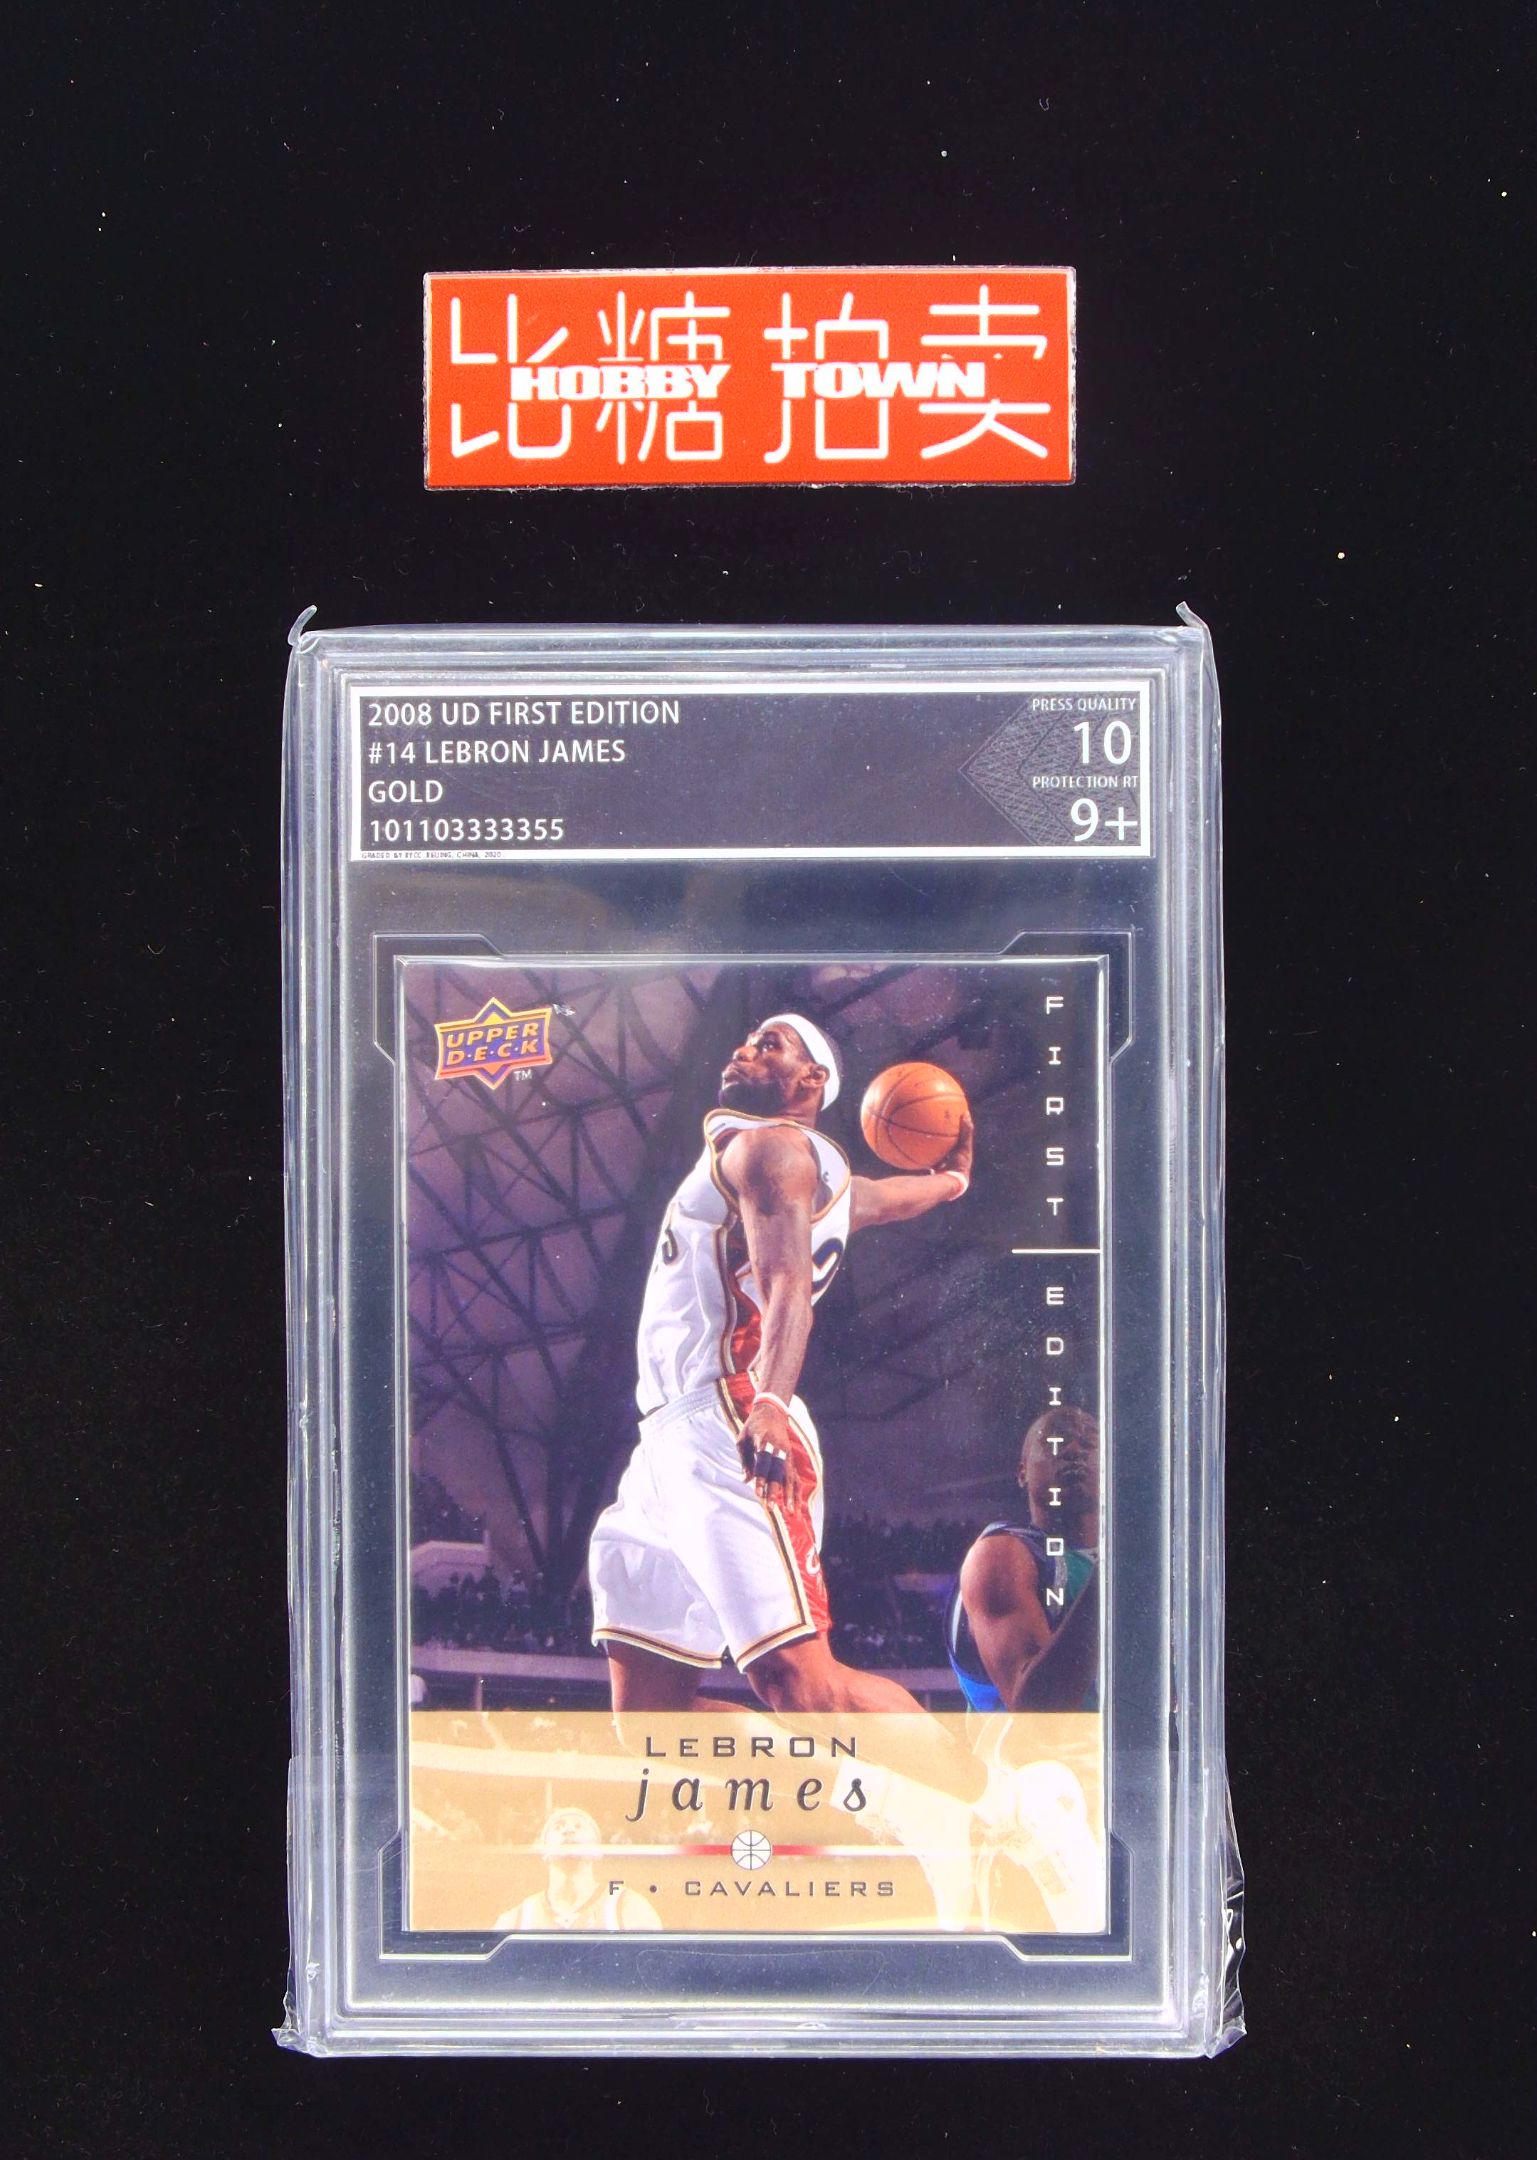 比糖拍卖
HOBBY TOWN
2008 UD FIRST EDITION
#14 LEBRON JAMES
GOLD
101103333355
PRESS QUALITY
10
PROTECTION RT
9+
UPPER
D·E·C·K
TM
FIRST EDITION
LEBRON
james
F • CAVALIERS